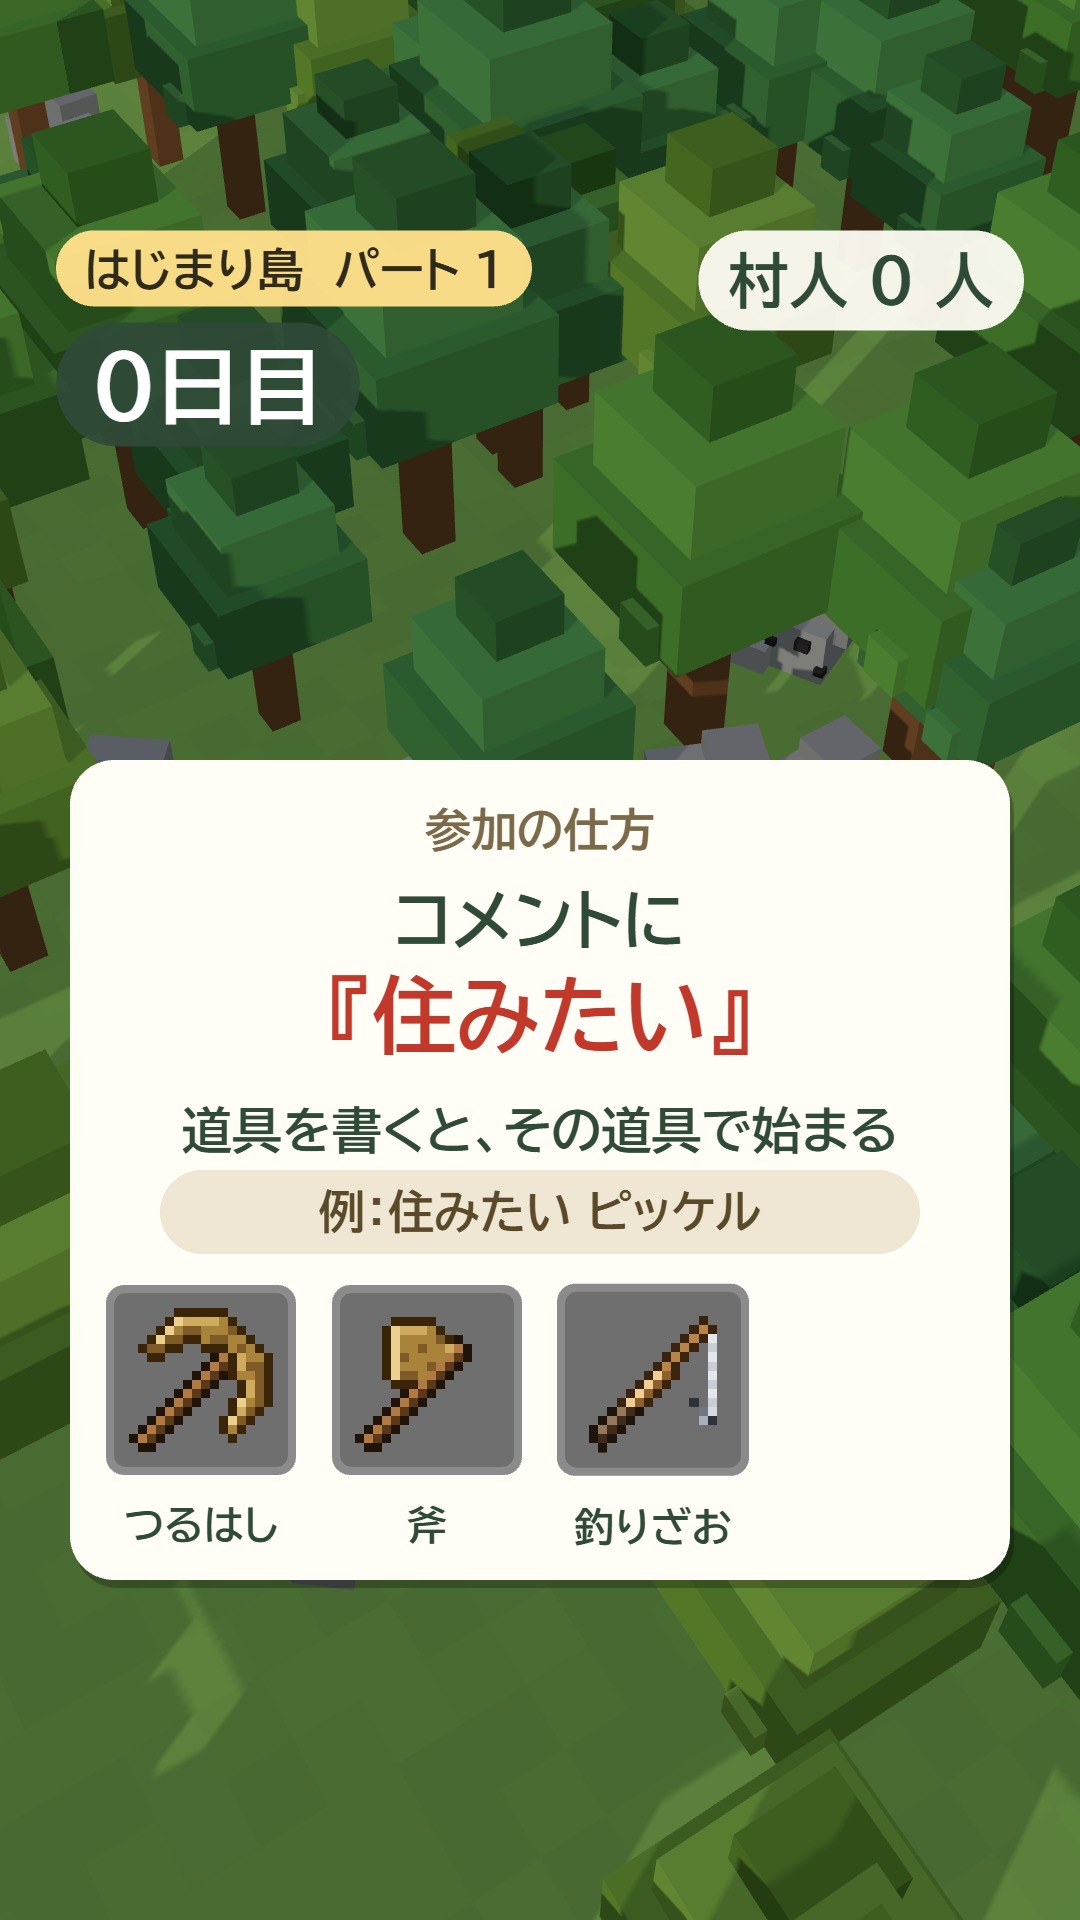 はじまり島 パート 1
村人 0 人
0日目
参加の仕方
コメントに
『住みたい』
道具を書くと、その道具で始まる
例：住みたい ピッケル
つるはし
斧
釣りざお